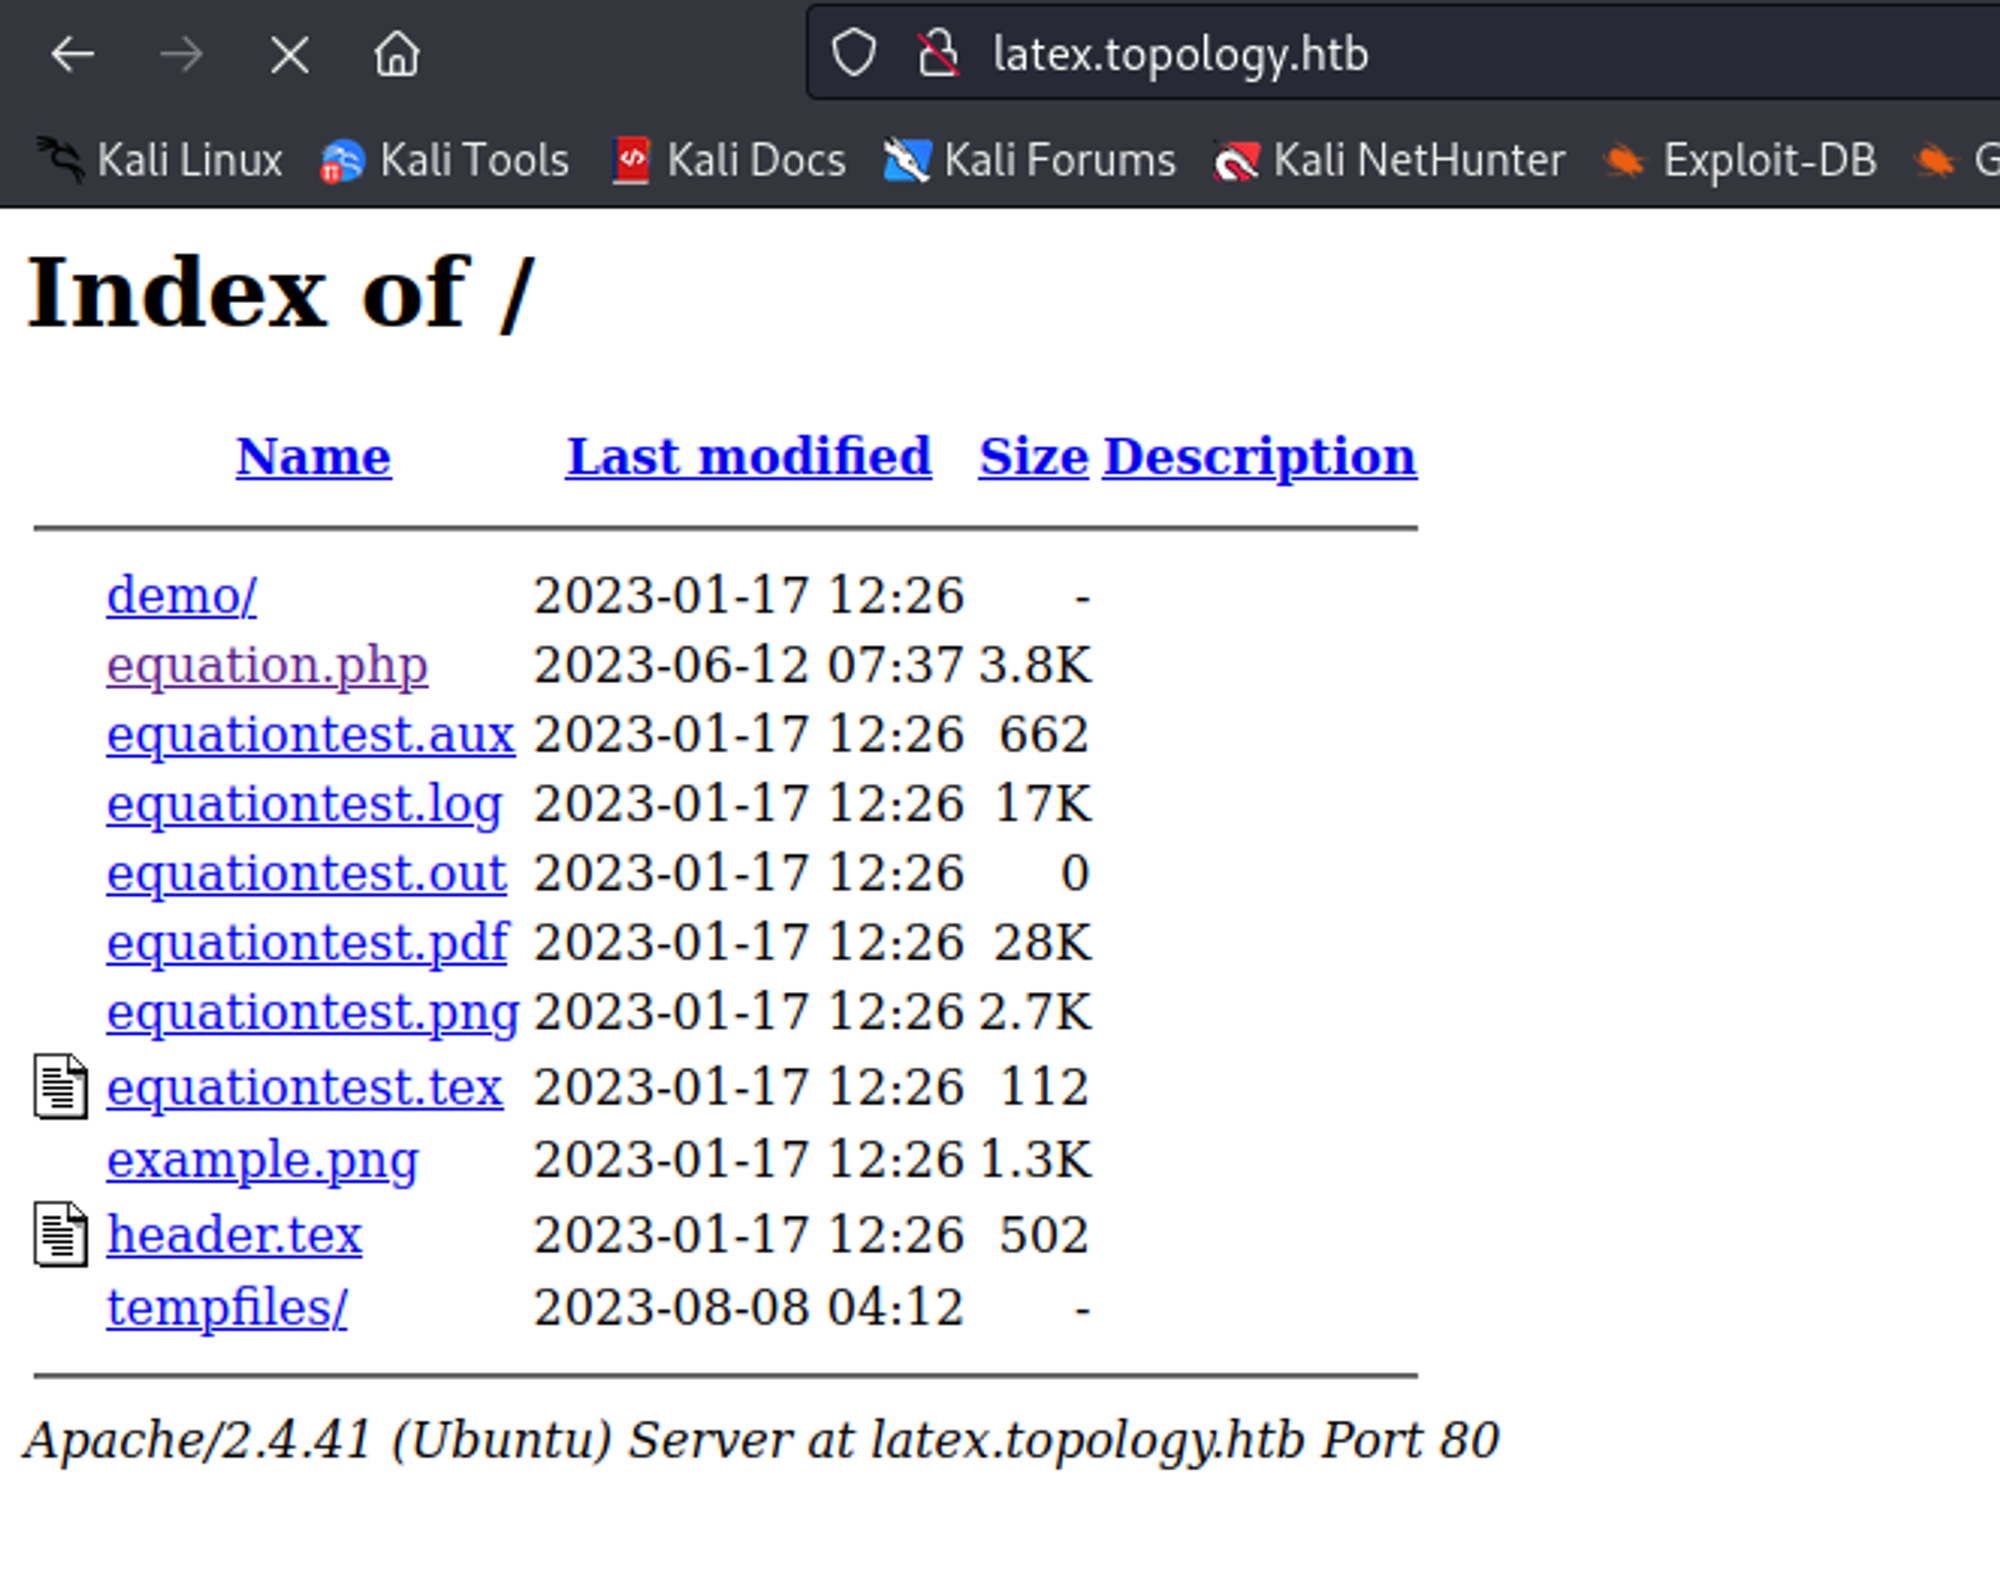 latex.topology.htb
Kali Linux Kali Tools Kali Docs Kali Forums Kali NetHunter Exploit-DB G
Index of /
Name Last modified Size Description
demo/ 2023-01-17 12:26 -
equation.php 2023-06-12 07:37 3.8K
equationtest.aux 2023-01-17 12:26 662
equationtest.log 2023-01-17 12:26 17K
equationtest.out 2023-01-17 12:26 0
equationtest.pdf 2023-01-17 12:26 28K
equationtest.png 2023-01-17 12:26 2.7K
equationtest.tex 2023-01-17 12:26 112
example.png 2023-01-17 12:26 1.3K
header.tex 2023-01-17 12:26 502
tempfiles/ 2023-08-08 04:12 -
Apache/2.4.41 (Ubuntu) Server at latex.topology.htb Port 80